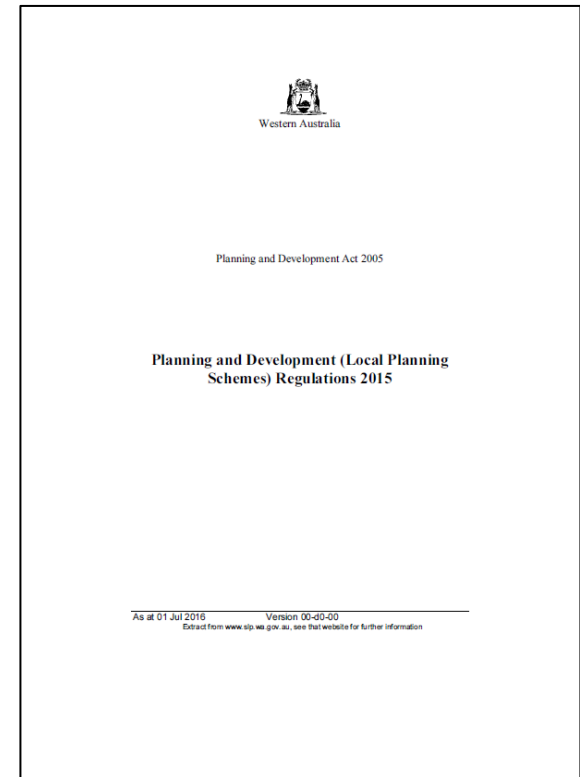 Western Australia
Planning and Development Act 2005
Planning and Development (Local Planning
Schemes) Regulations 2015
As at 01 Jul 2016 Version 00-d0-00
Extract from www.slp.wa.gov.au, see that website for further information